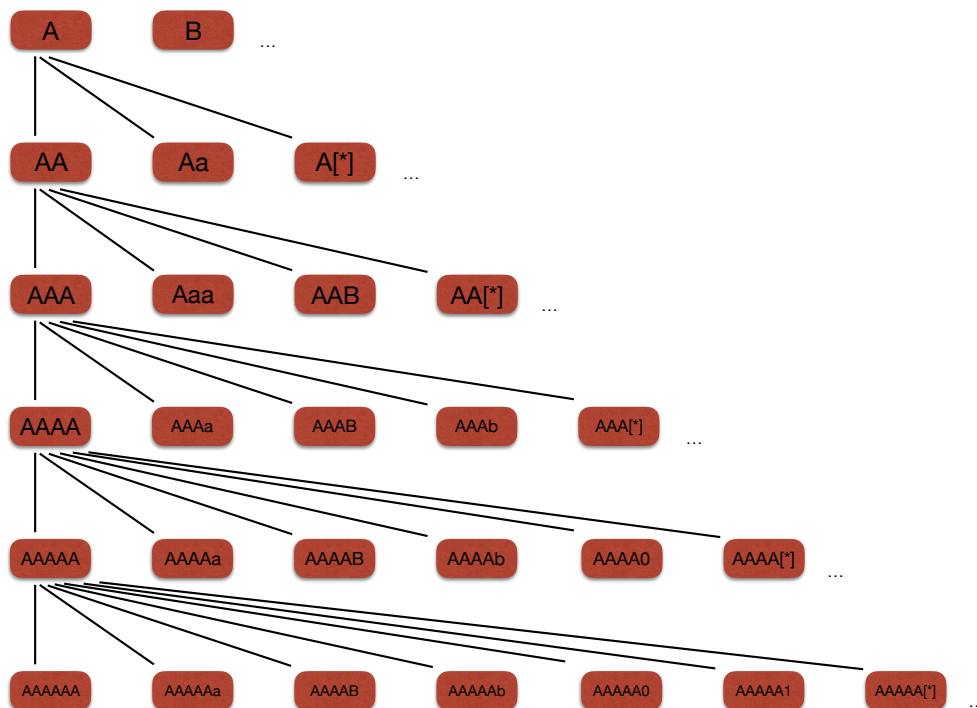 A B ...
AA Aa A[*] ...
AAA Aaa AAB AA[*] ...
AAAA AAAa AAAB AAAb AAA[*] ...
AAAAA AAAAa AAAAB AAAAb AAAA0 AAAA[*] ...
AAAAAA AAAAAa AAAAB AAAAAb AAAAA0 AAAAA1 AAAAA[*] ...